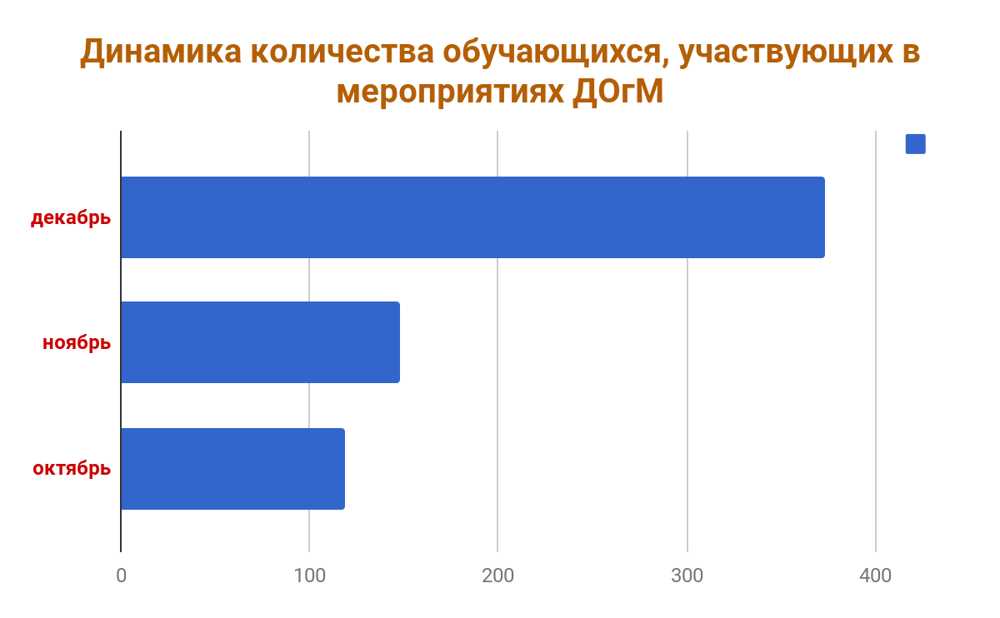 Динамика количества обучающихся, участвующих в
мероприятиях ДОгМ
декабрь
ноябрь
октябрь
0 100 200 300 400